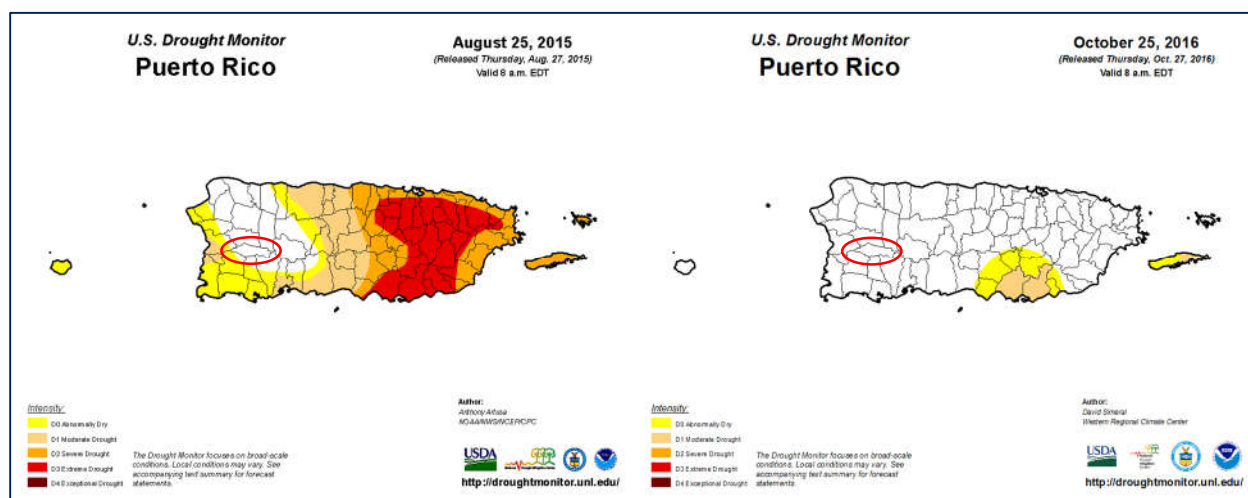 U.S. Drought Monitor
Puerto Rico
August 25, 2015
(Released Thursday, Aug. 27, 2015)
Valid 8 a.m. EDT
Intensity:
D0 Abnormally Dry
D1 Moderate Drought
D2 Severe Drought
D3 Extreme Drought
D4 Exceptional Drought
The Drought Monitor focuses on broad-scale
conditions. Local conditions may vary. See
accompanying text summary for forecast
statements.
Author:
Anthony Artusa
NOAA/NWS/NCEP/CPC
USDA
http://droughtmonitor.unl.edu/
U.S. Drought Monitor
Puerto Rico
October 25, 2016
(Released Thursday, Oct. 27, 2016)
Valid 8 a.m. EDT
Intensity:
D0 Abnormally Dry
D1 Moderate Drought
D2 Severe Drought
D3 Extreme Drought
D4 Exceptional Drought
The Drought Monitor focuses on broad-scale
conditions. Local conditions may vary. See
accompanying text summary for forecast
statements.
Author:
David Simeral
Western Regional Climate Center
USDA
http://droughtmonitor.unl.edu/